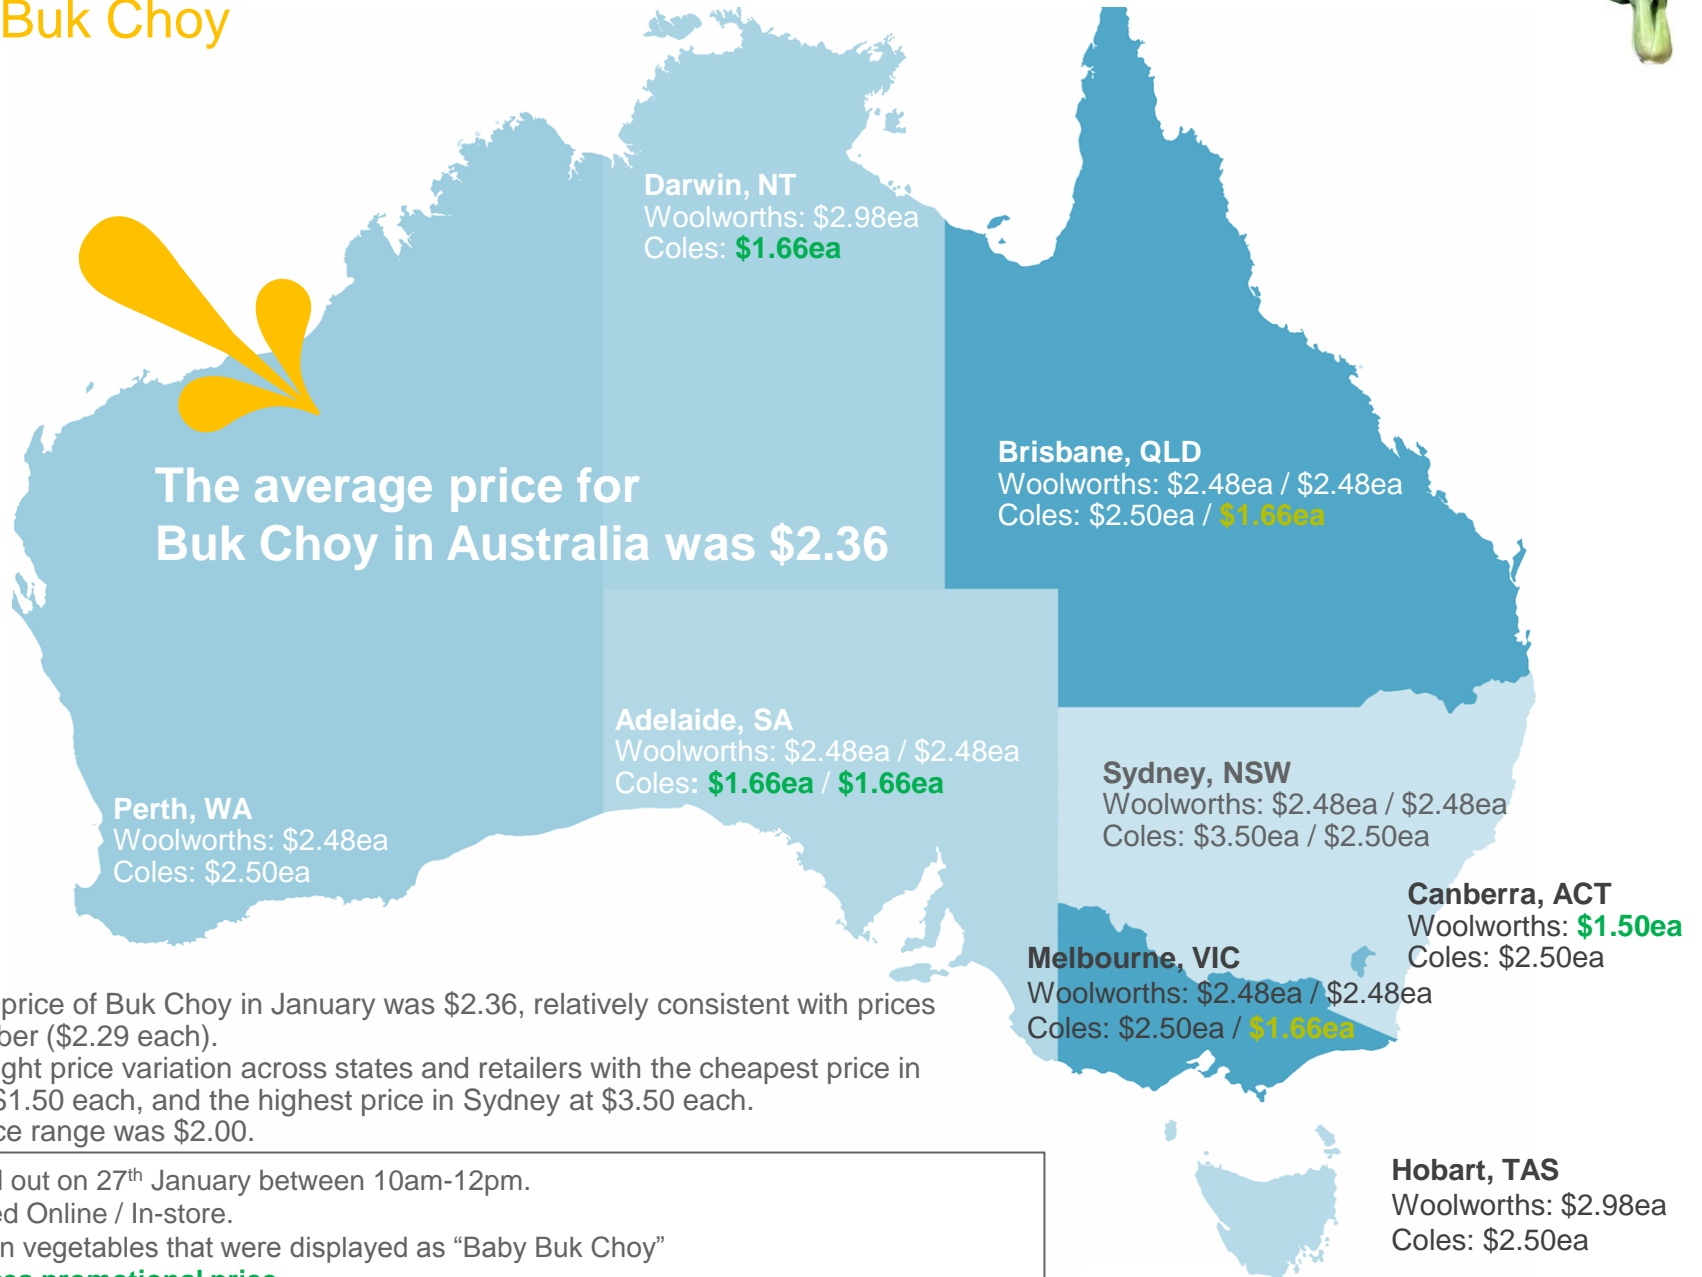 Buk Choy
Darwin, NT
Woolworths: $2.98ea
Coles: $1.66ea
The average price for
Buk Choy in Australia was $2.36
Brisbane, QLD
Woolworths: $2.48ea / $2.48ea
Coles: $2.50ea / $1.66ea
Adelaide, SA
Woolworths: $2.48ea / $2.48ea
Coles: $1.66ea / $1.66ea
Perth, WA
Woolworths: $2.48ea
Coles: $2.50ea
Sydney, NSW
Woolworths: $2.48ea / $2.48ea
Coles: $3.50ea / $2.50ea
Canberra, ACT
Woolworths: $1.50ea
Coles: $2.50ea
Melbourne, VIC
Woolworths: $2.48ea / $2.48ea
Coles: $2.50ea / $1.66ea
price of Buk Choy in January was $2.36, relatively consistent with prices
ber ($2.29 each).
ght price variation across states and retailers with the cheapest price in
$1.50 each, and the highest price in Sydney at $3.50 each.
ce range was $2.00.
d out on 27th January between 10am-12pm.
ed Online / In-store.
n vegetables that were displayed as “Baby Buk Choy”
promotional price
Hobart, TAS
Woolworths: $2.98ea
Coles: $2.50ea